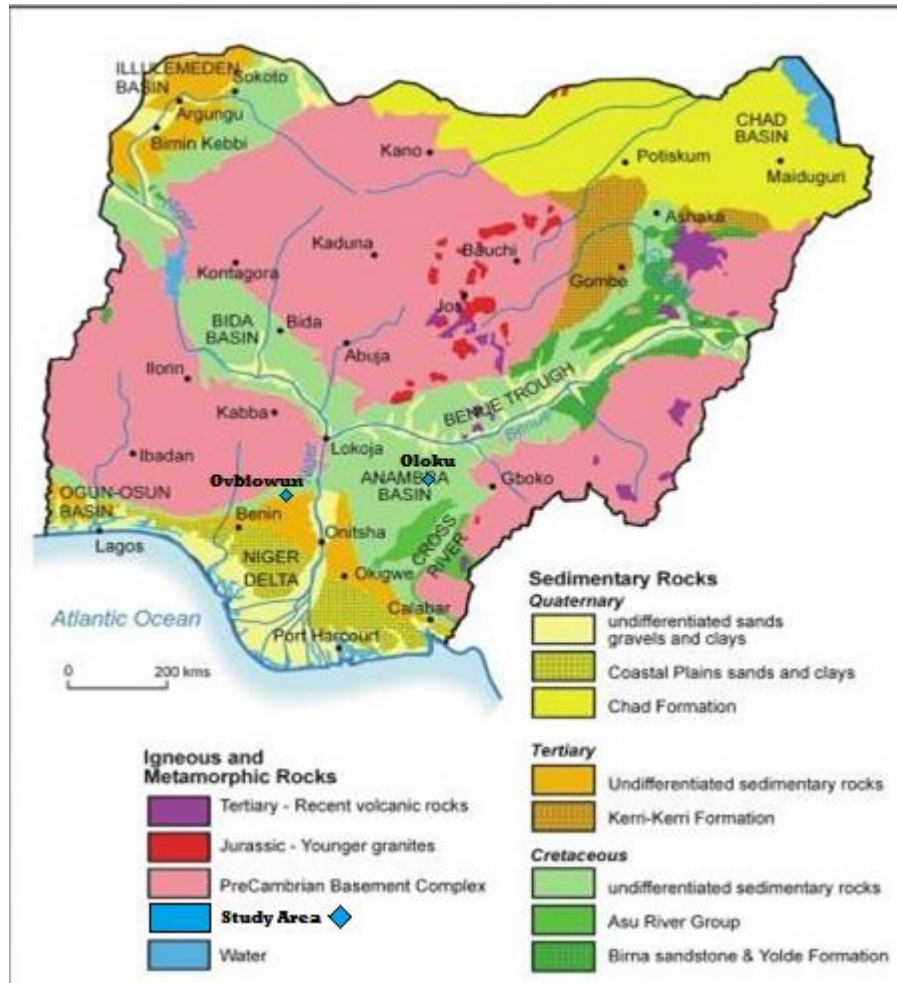 ILLULEMEDEN
BASIN
Sokoto
Argungu
Bimin Kebbi
CHAD
BASIN
Kano
Potiskum
Maiduguri
Niger
Ashaka
Kaduna
Bauchi
Kontagora
Gombe
Jos
BIDA
BASIN
Bida
Abuja
Ilorin
BENUE TROUGH
Kabba
Benue
Lokoja
Ibadan
Niger
Oloku
Ovblowun
ANAMBRA
BASIN
Gboko
OGUN-OSUN
BASIN
Benin
Onitsha
CROSS
RIVER
Lagos
NIGER
DELTA
Okigwe
Calabar
Atlantic Ocean
Port Harcourt
0
200 kms
Sedimentary Rocks
Quaternary
undifferentiated sands
gravels and clays
Coastal Plains sands and clays
Chad Formation
Igneous and
Metamorphic Rocks
Tertiary - Recent volcanic rocks
Jurassic - Younger granites
PreCambrian Basement Complex
Study Area
Water
Tertiary
Undifferentiated sedimentary rocks
Kerri-Kerri Formation
Cretaceous
undifferentiated sedimentary rocks
Asu River Group
Birna sandstone & Yolde Formation